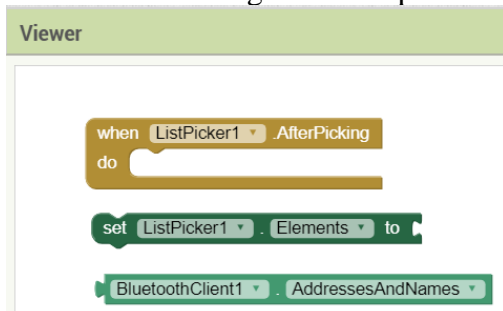 Viewer
when ListPicker1 .AfterPicking
do
set ListPicker1 . Elements to
BluetoothClient1 . AddressesAndNames